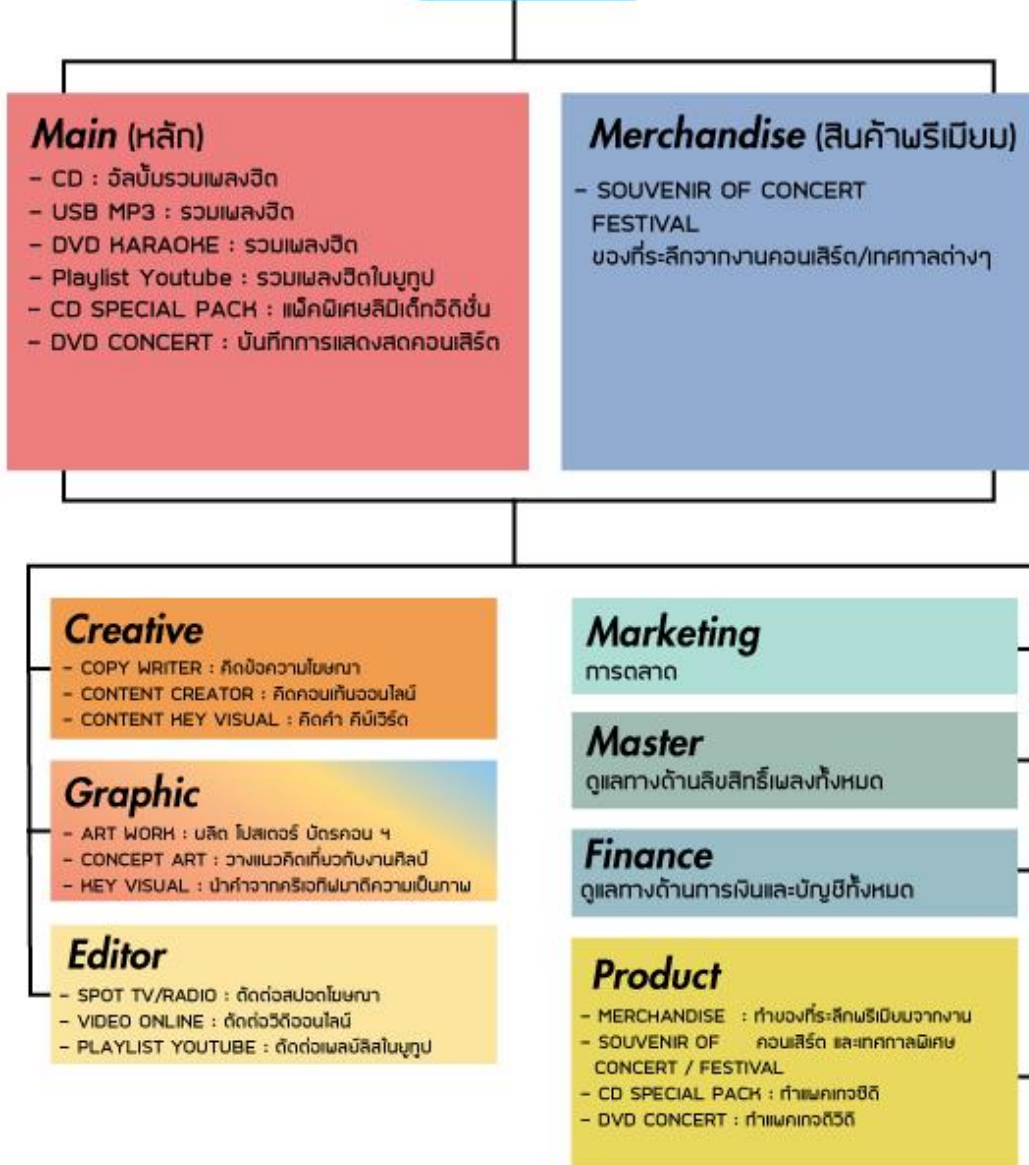 Main (หลัก)
– CD : อัลบั้มรวมเพลงฮิต
– USB MP3 : รวมเพลงฮิต
– DVD KARAOKE : รวมเพลงฮิต
– Playlist Youtube : รวมเพลงฮิตในยูทูป
– CD SPECIAL PACK : แพ็คพิเศษลิมิเต็ทอิดิชั่น
– DVD CONCERT : บันทึกการแสดงสดคอนเสิร์ต
Merchandise (สินค้าพรีเมียม)
– SOUVENIR OF CONCERT
FESTIVAL
ของที่ระลึกจากงานคอนเสิร์ต/เทศกาลต่างๆ
Creative
– COPY WRITER : คิดข้อความโฆษณา
– CONTENT CREATOR : คิดคอนเท้นออนไลน์
– CONTENT KEY VISUAL : คิดคำ คีย์เวิร์ด
Graphic
– ART WORK : ผลิต โปสเตอร์ บัตรคอน ฯ
– CONCEPT ART : วางแนวคิดเกี่ยวกับงานศิลป์
– KEY VISUAL : นำคำจากครีเอทีฟมาตีความเป็นภาพ
Editor
– SPOT TV/RADIO : ตัดต่อสปอตโฆษณา
– VIDEO ONLINE : ตัดต่อวิดีออนไลน์
– PLAYLIST YOUTUBE : ตัดต่อเพลย์ลิสในยูทูป
Marketing
การตลาด
Master
ดูแลทางด้านลิขสิทธิ์เพลงทั้งหมด
Finance
ดูแลทางด้านการเงินและบัญชีทั้งหมด
Product
– MERCHANDISE : ทำของที่ระลึกพรีเมียมจากงาน
– SOUVENIR OF คอนเสิร์ต และเทศกาลพิเศษ
CONCERT / FESTIVAL
– CD SPECIAL PACK : ทำแพคเกจซีดี
– DVD CONCERT : ทำแพคเกจดีวีดี